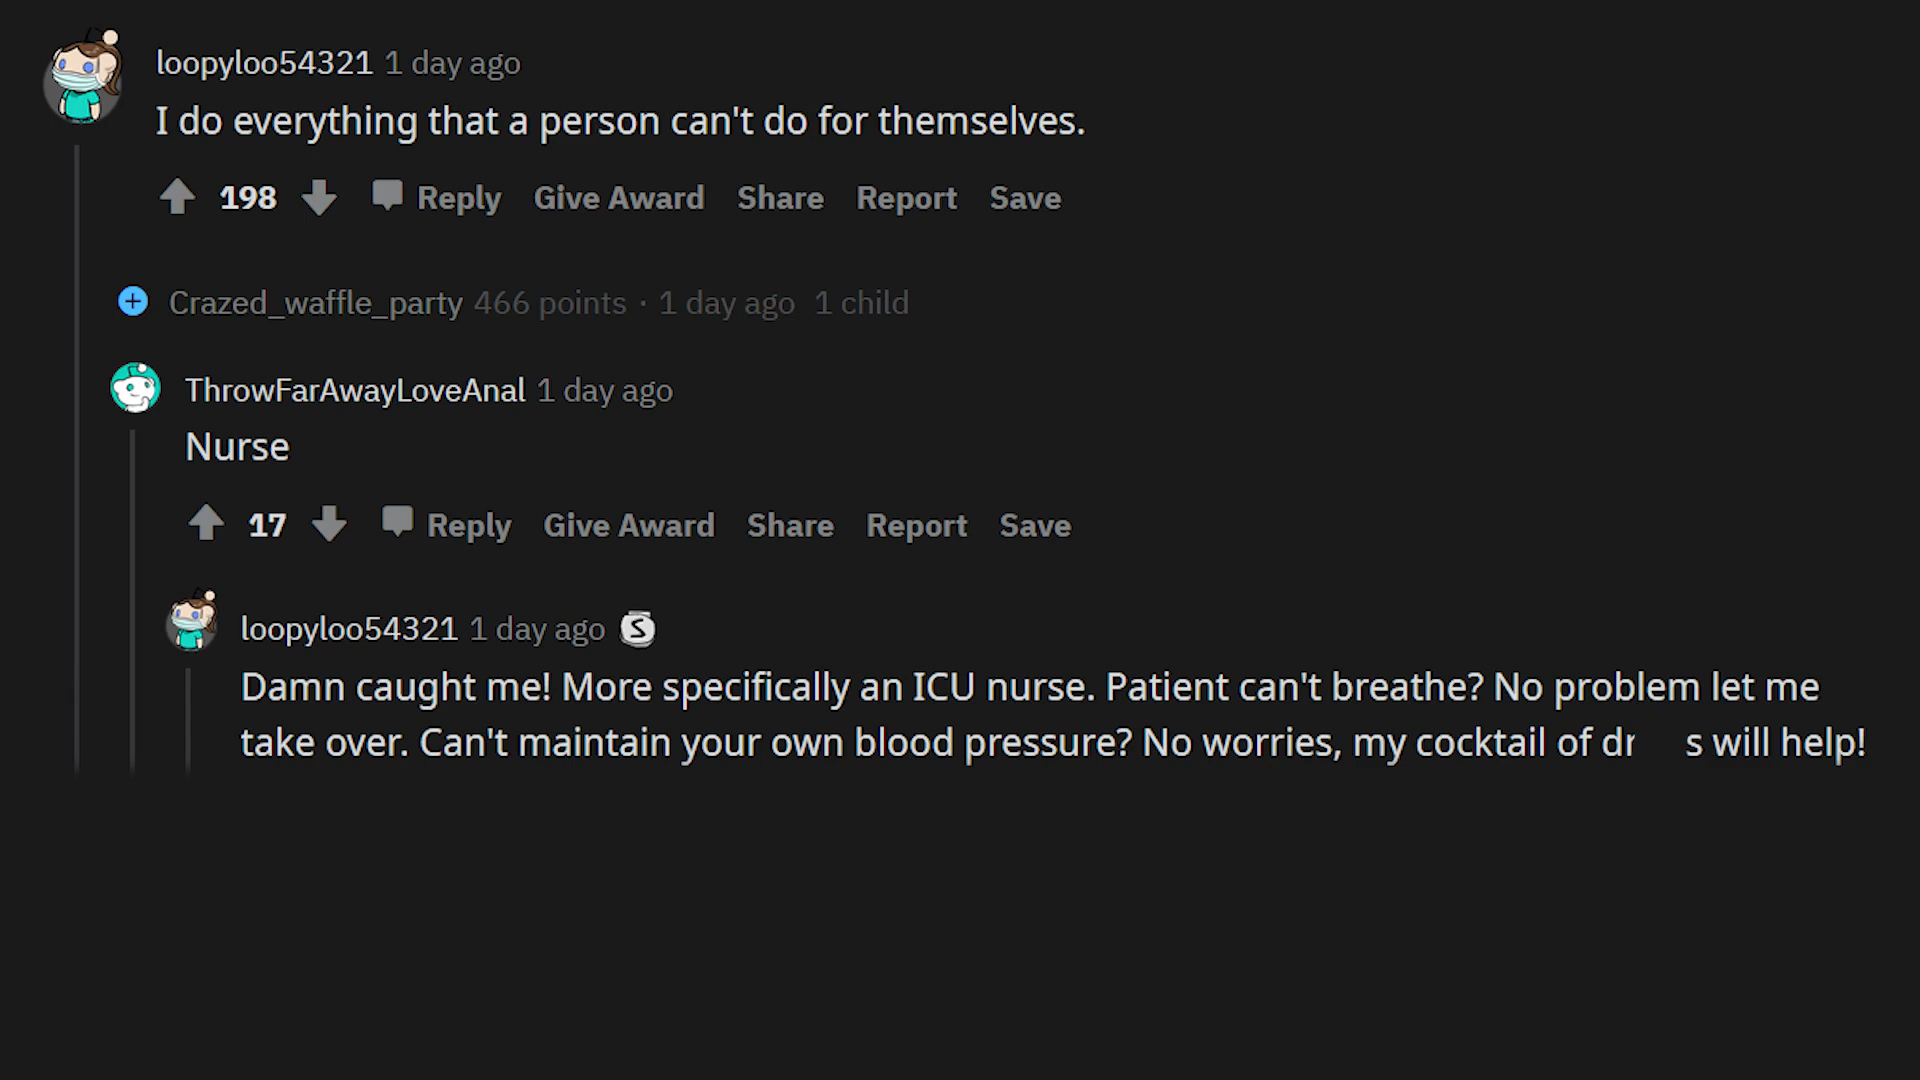 loopyloo54321 1 day ago
I do everything that a person can't do for themselves.
198 Reply Give Award Share Report Save
Crazed_waffle_party 466 points · 1 day ago 1 child
ThrowFarAwayLoveAnal 1 day ago
Nurse
17 Reply Give Award Share Report Save
loopyloo54321 1 day ago S
Damn caught me! More specifically an ICU nurse. Patient can't breathe? No problem let me
take over. Can't maintain your own blood pressure? No worries, my cocktail of dr s will help!